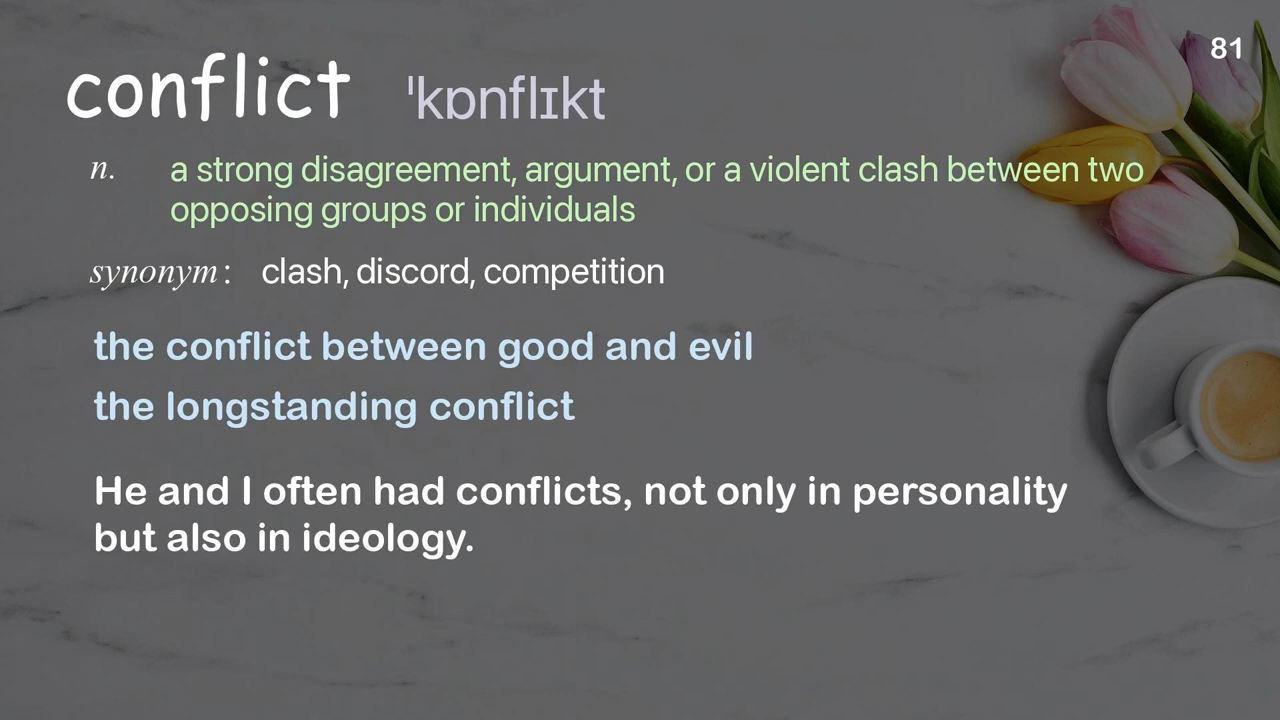 81
conflict ˈkɒnflɪkt
n. a strong disagreement, argument, or a violent clash between two
opposing groups or individuals
synonym: clash, discord, competition
the conflict between good and evil
the longstanding conflict
He and I often had conflicts, not only in personality
but also in ideology.